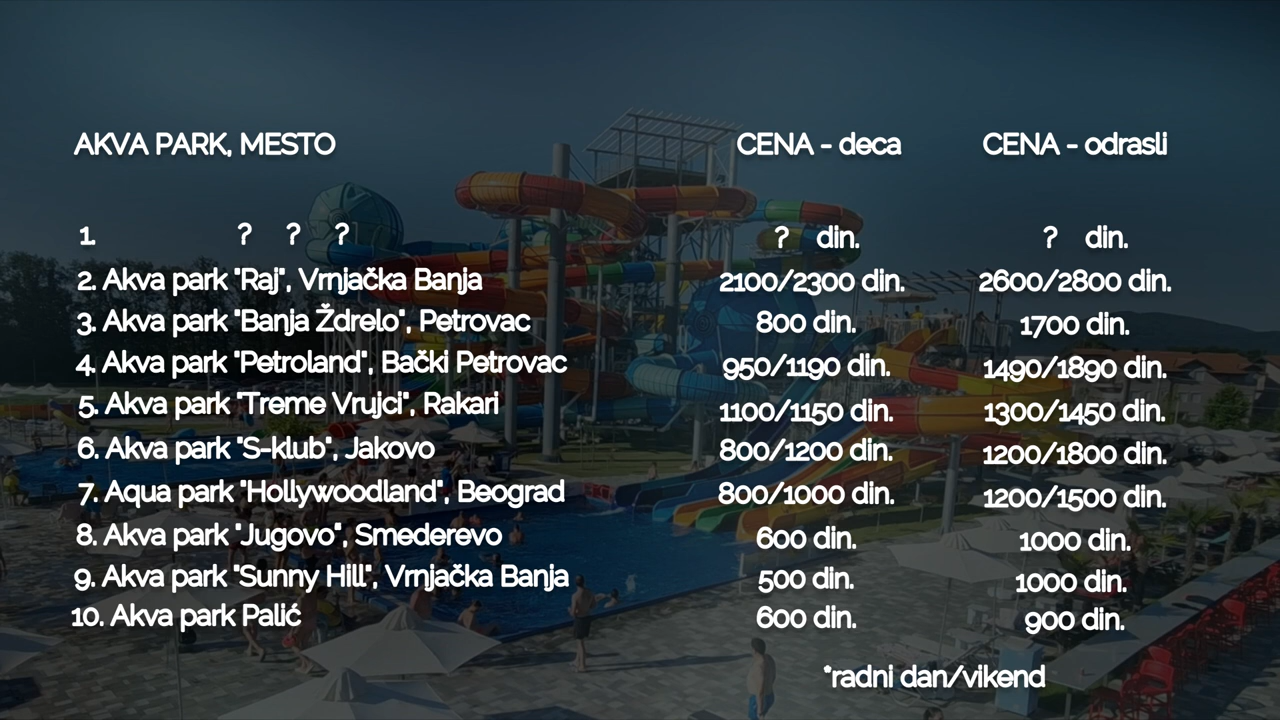 AKVA PARK, MESTO CENA - deca CENA - odrasli
1. ? ? ? ? din. ? din.
2. Akva park "Raj", Vrnjačka Banja 2100/2300 din. 2600/2800 din.
3. Akva park "Banja Ždrelo", Petrovac 800 din. 1700 din.
4. Akva park "Petroland", Bački Petrovac 950/1190 din. 1490/1890 din.
5. Akva park "Treme Vrujci", Rakari 1100/1150 din. 1300/1450 din.
6. Akva park "S-klub", Jakovo 800/1200 din. 1200/1800 din.
7. Aqua park "Hollywoodland", Beograd 800/1000 din. 1200/1500 din.
8. Akva park "Jugovo", Smederevo 600 din. 1000 din.
9. Akva park "Sunny Hill", Vrnjačka Banja 500 din. 1000 din.
10. Akva park Palić 600 din. 900 din.
*radni dan/vikend